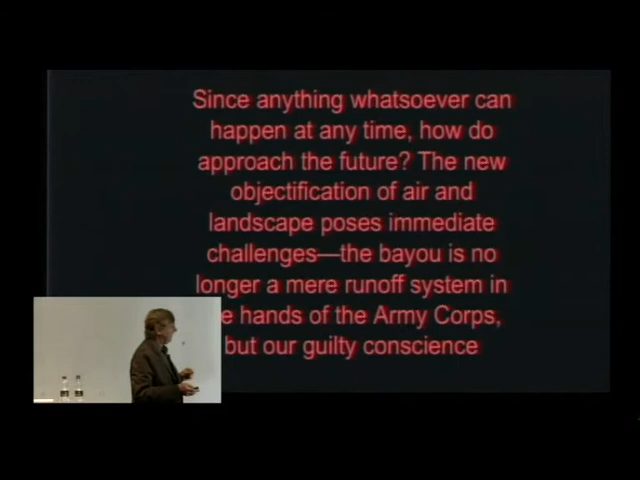 Since anything whatsoever can
happen at any time, how do
approach the future? The new
objectification of air and
landscape poses immediate
challenges—the bayou is no
longer a mere runoff system in
e hands of the Army Corps,
but our guilty conscience